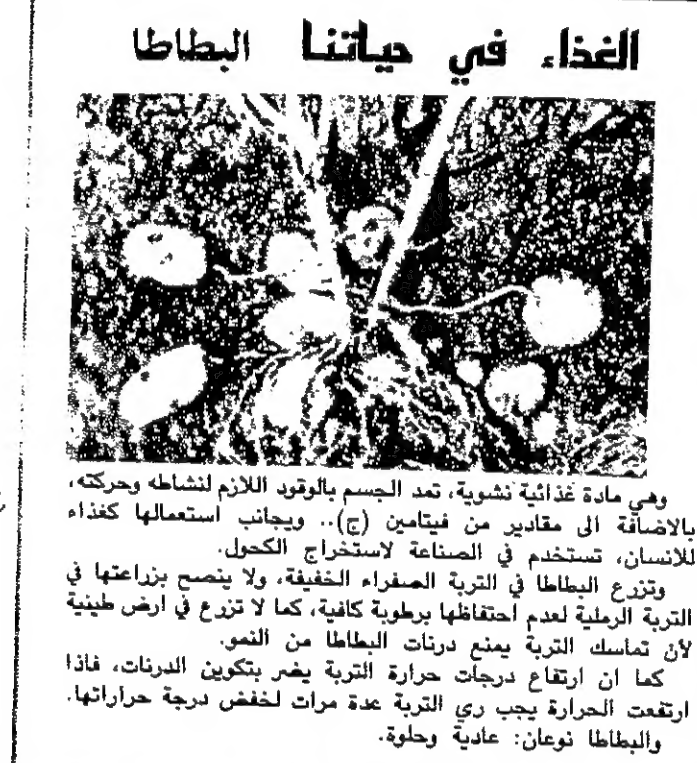 الغذاء في حياتنا البطاطا
وهي مادة غذائية نشوية، تمد الجسم بالوقود اللازم لنشاطه وحركته،
بالاضافة الى مقادير من فيتامين (ج).. ويجانب استعمالها كغذاء
للانسان، تستخدم في الصناعة لاستخراج الكحول.
وتزرع البطاطا في التربة الصفراء الخفيفة، ولا ينصح بزراعتها في
التربة الرملية لعدم احتفاظها برطوبة كافية، كما لا تزرع في ارض طينية
لأن تماسك التربة يمنع درنات البطاطا من النمو.
كما ان ارتفاع درجات حرارة التربة يضر بتكوين الدرنات، فاذا
ارتفعت الحرارة يجب ري التربة عدة مرات لخفض درجة حراراتها.
والبطاطا نوعان: عادية وحلوة.